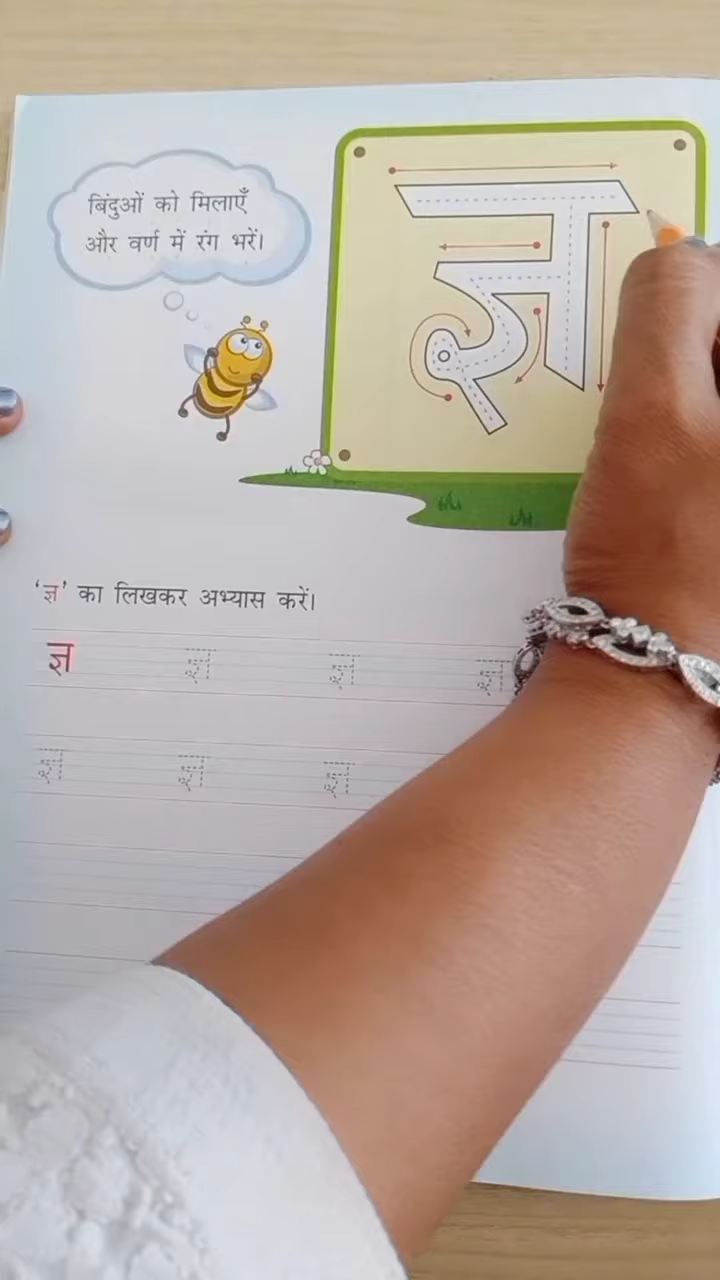 बिंदुओं को मिलाएँ
और वर्ण में रंग भरें।
ज्ञ
‘ज्ञ’ का लिखकर अभ्यास करें।
ज्ञ ज्ञ ज्ञ ज्ञ
ज्ञ ज्ञ ज्ञ